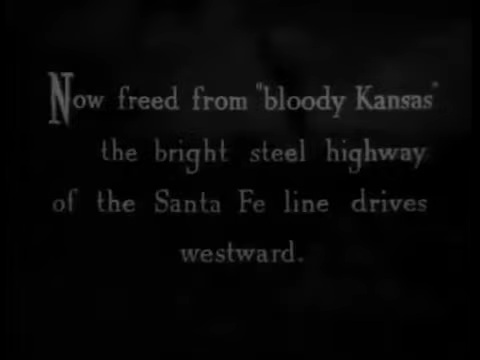 Now freed from "bloody Kansas"
the bright steel highway
of the Santa Fe line drives
westward.